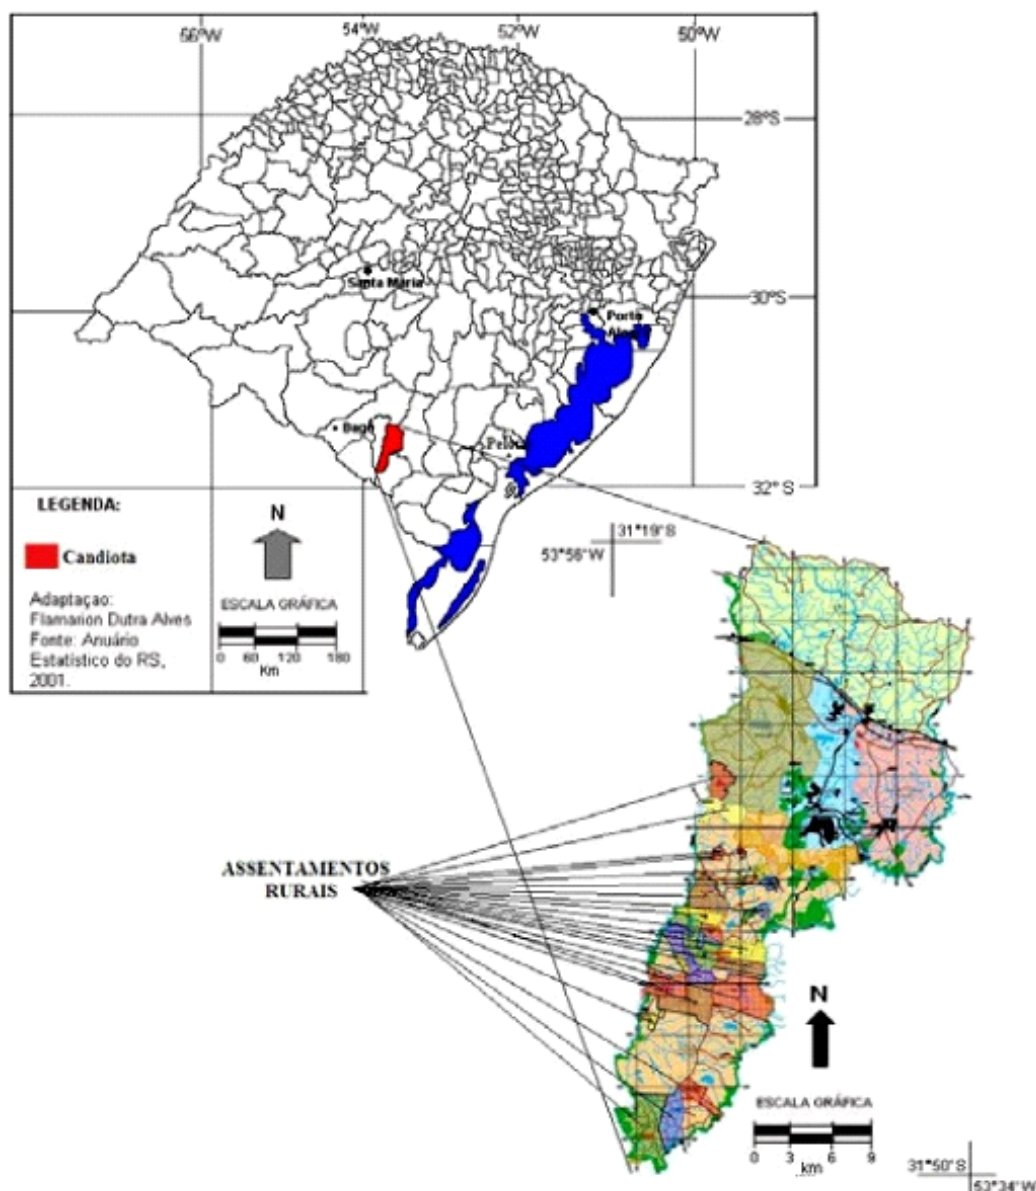 56°W
54°W
52°W
50°W
28°S
Santa Maria
30°S
Porto
Bagé
32° S
LEGENDA:
N
Candiota
ESCALA GRÁFICA
0 60 120 180
Km
Adaptaçao:
Flamarion Dutra Alves
Fonte: Anuário
Estatístico do RS,
2001.
31°19°S
53°56°W
ASSENTAMENTOS
RURAIS
N
ESCALA GRÁFICA
0 3 6 9
km
31°50°S
53°34°W